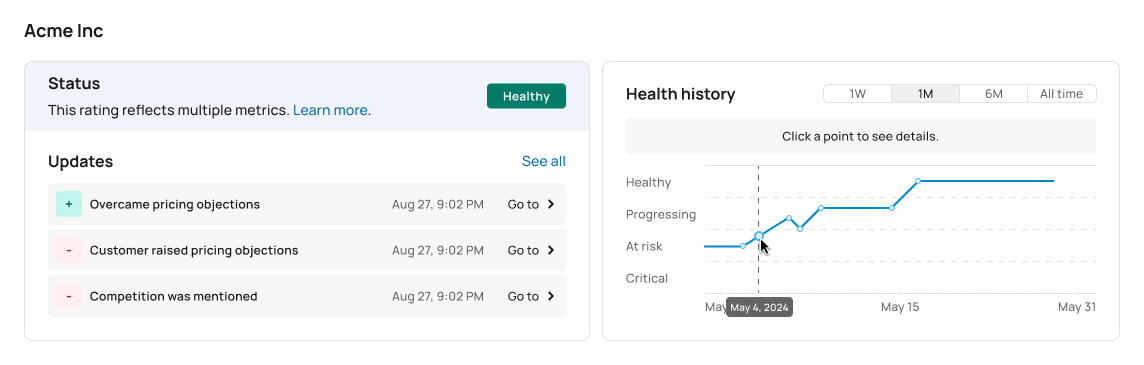 Acme Inc
Status
This rating reflects multiple metrics. Learn more.
Healthy
Updates
See all
+ Overcame pricing objections Aug 27, 9:02 PM Go to
- Customer raised pricing objections Aug 27, 9:02 PM Go to
- Competition was mentioned Aug 27, 9:02 PM Go to
Health history
1W 1M 6M All time
Click a point to see details.
Healthy
Progressing
At risk
Critical
May 4, 2024
May 15
May 31